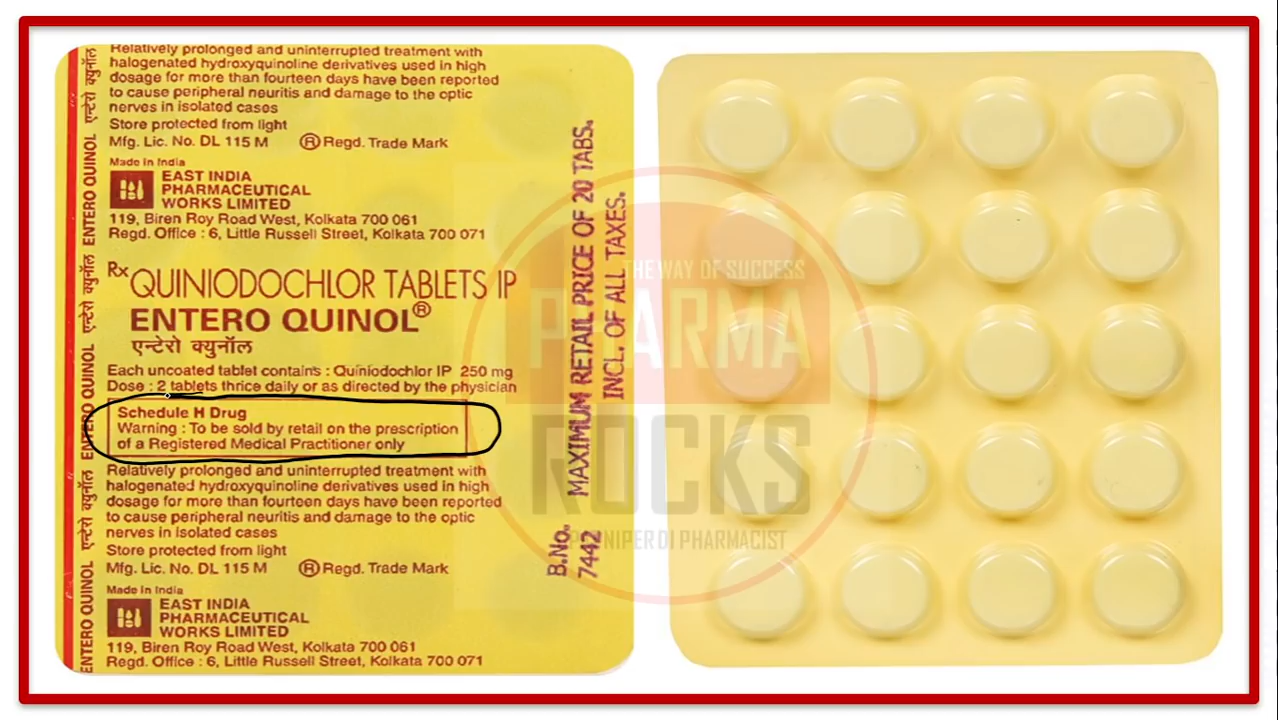 Relatively prolonged and uninterrupted treatment with
halogenated hydroxyquinoline derivatives used in high
dosage for more than fourteen days have been reported
to cause peripheral neuritis and damage to the optic
nerves in isolated cases
Store protected from light
Mfg. Lic. No. DL 115 M ®Regd. Trade Mark
Made in India
EAST INDIA
PHARMACEUTICAL
WORKS LIMITED
119, Biren Roy Road West, Kolkata 700 061
Regd. Office : 6, Little Russell Street, Kolkata 700 071
Rx QUINIODOCHLOR TABLETS IP
ENTERO QUINOL®
एन्टेरो क्युनॉल
Each uncoated tablet contains : Quiniodochlor IP 250 mg
Dose : 2 tablets thrice daily or as directed by the physician
Schedule H Drug
Warning : To be sold by retail on the prescription
of a Registered Medical Practitioner only
Relatively prolonged and uninterrupted treatment with
halogenated hydroxyquinoline derivatives used in high
dosage for more than fourteen days have been reported
to cause peripheral neuritis and damage to the optic
nerves in isolated cases
Store protected from light
Mfg. Lic. No. DL 115 M ®Regd. Trade Mark
Made in India
EAST INDIA
PHARMACEUTICAL
WORKS LIMITED
119, Biren Roy Road West, Kolkata 700 061
Regd. Office : 6, Little Russell Street, Kolkata 700 071
ENTERO QUINOL एन्टेरो क्युनॉल ENTERO QUINOL एन्टेरो क्युनॉल ENTERO QUINOL एन्टेरो क्युनॉल ENTERO QUINOL एन्टेरो क्युनॉल
B.No. MAXIMUM RETAIL PRICE OF 20 TABS.
7442 INCL. OF ALL TAXES.
THE WAY OF SUCCESS
PHARMA
ROCKS
PHARMACIST